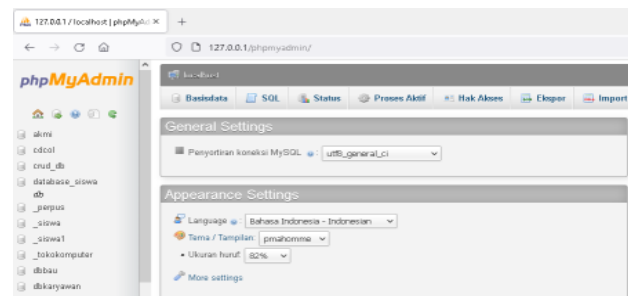 127.0.0.1 / localhost | phpMyAd
127.0.0.1/phpmyadmin/
phpMyAdmin
localhost
Basisdata SQL Status Proses Aktif Hak Akses Ekspor Import
General Settings
Penyortiran koneksi MySQL : utf8_general_ci
Appearance Settings
Language : Bahasa Indonesia - Indonesian
Tema / Tampilan: pmahomme
Ukuran huruf: 82%
More settings
akmi
cdcol
crud_db
database_siswa
db
_perpus
_siswa
_siswa1
_tokokomputer
dbbau
dbkaryawan